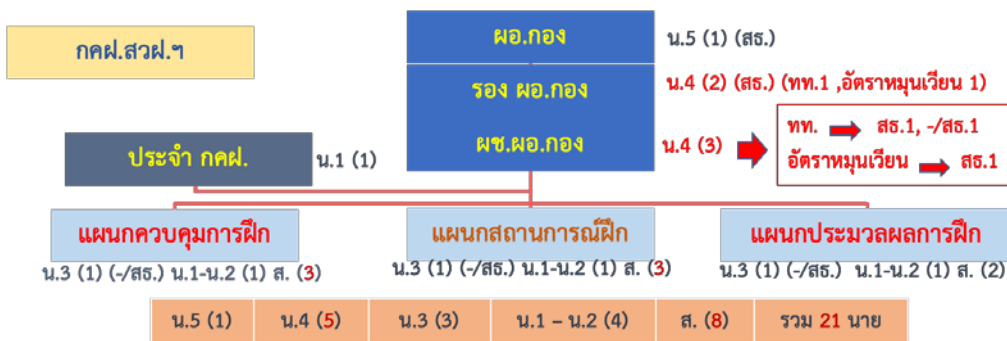 กคฝ.สวฝ.ฯ
ผอ.กอง
น.5 (1) (สธ.)
รอง ผอ.กอง
น.4 (2) (สธ.) (ทท.1 ,อัตราหมุนเวียน 1)
ผช.ผอ.กอง
น.4 (3)
ทท. สธ.1, -/สธ.1
อัตราหมุนเวียน สธ.1
ประจำ กคฝ.
น.1 (1)
แผนกควบคุมการฝึก
น.3 (1) (-/สธ.) น.1-น.2 (1) ส. (3)
แผนกสถานการณ์ฝึก
น.3 (1) (-/สธ.) น.1-น.2 (1) ส. (3)
แผนกประมวลผลการฝึก
น.3 (1) (-/สธ.) น.1-น.2 (1) ส. (2)
น.5 (1) น.4 (5) น.3 (3) น.1 – น.2 (4) ส. (8) รวม 21 นาย